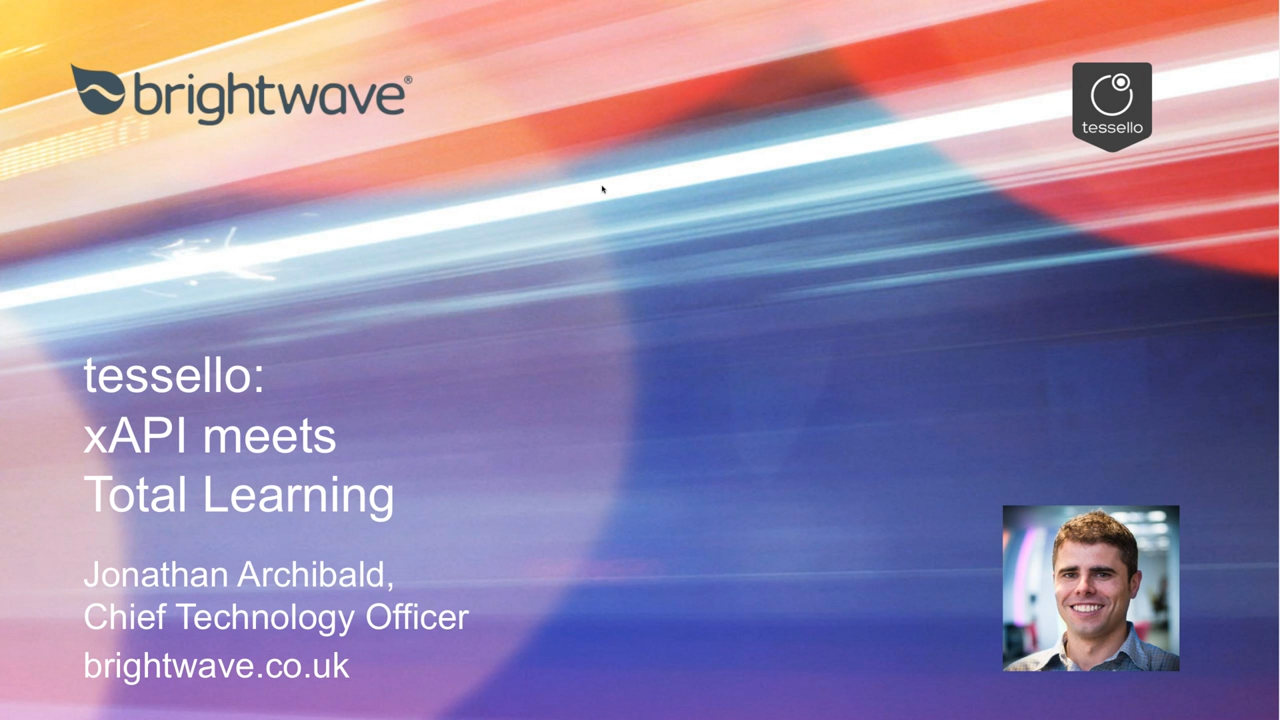 brightwave®
tessello
tessello:
xAPI meets
Total Learning
Jonathan Archibald,
Chief Technology Officer
brightwave.co.uk